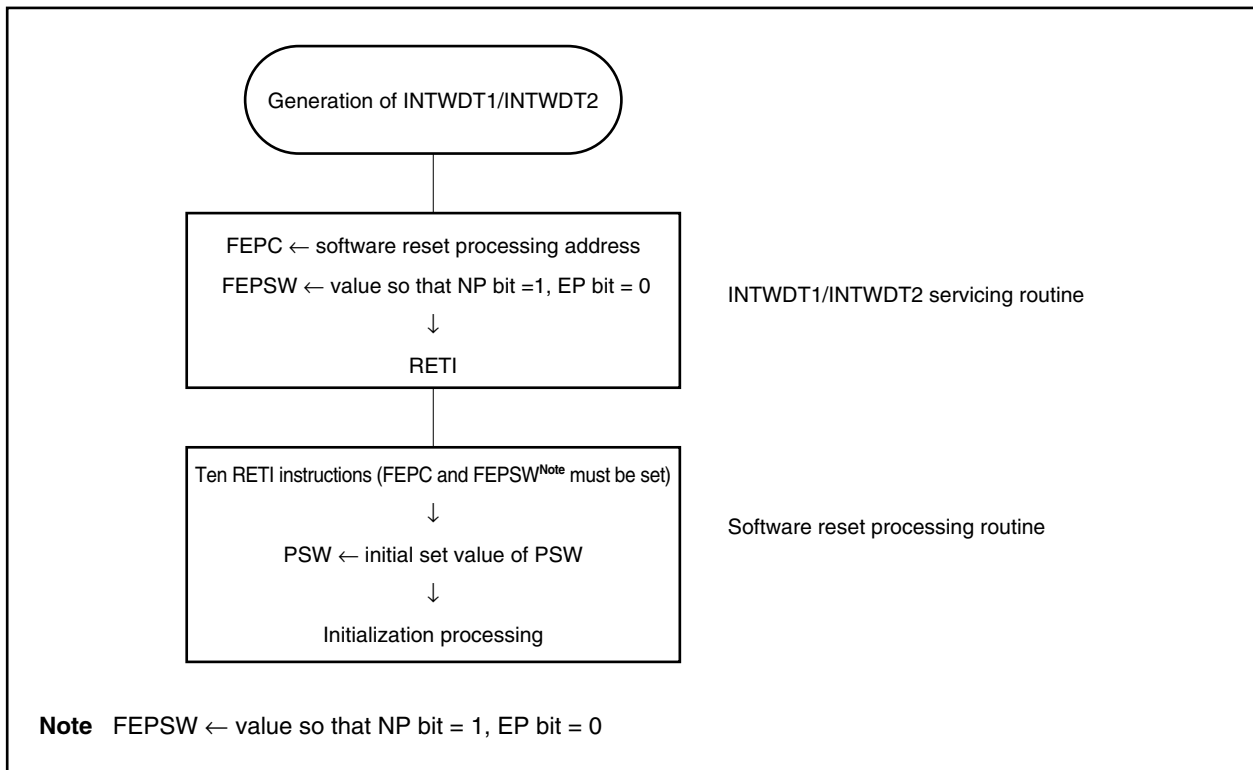 Generation of INTWDT1/INTWDT2
FEPC ← software reset processing address
FEPSW ← value so that NP bit =1, EP bit = 0
↓
RETI
INTWDT1/INTWDT2 servicing routine
Ten RETI instructions (FEPC and FEPSWNote must be set)
↓
PSW ← initial set value of PSW
↓
Initialization processing
Software reset processing routine
Note FEPSW ← value so that NP bit = 1, EP bit = 0